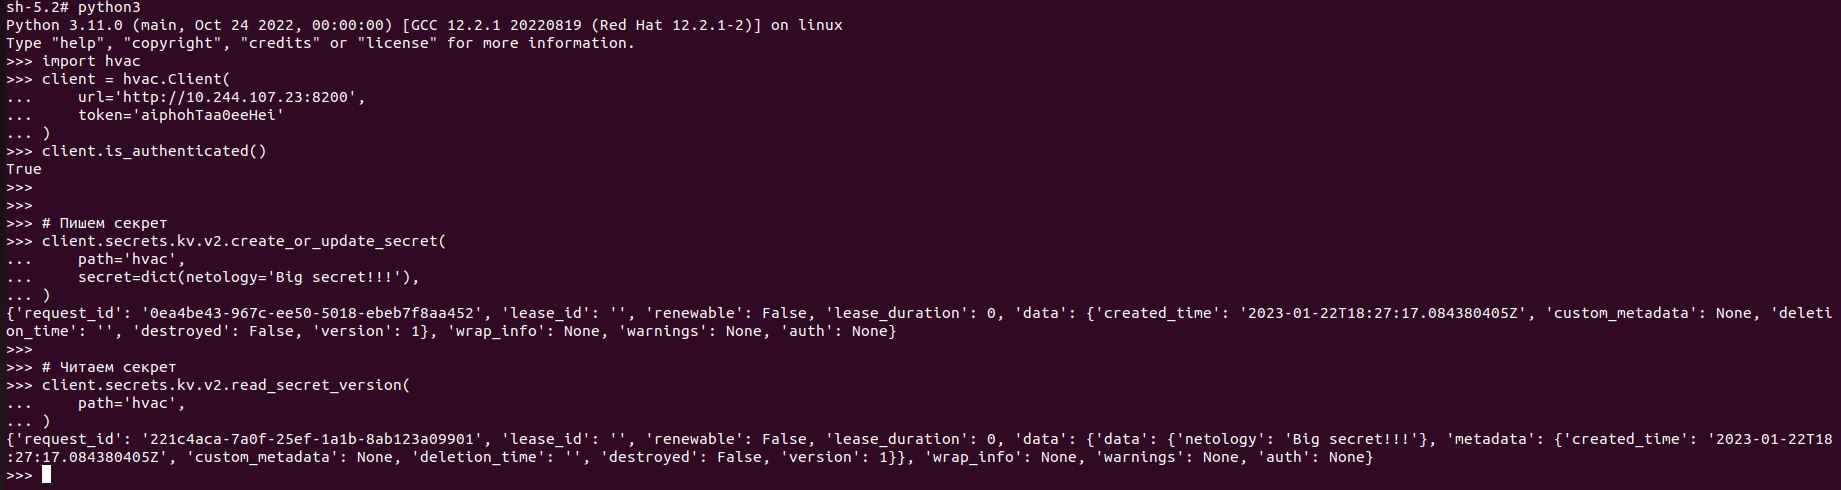 sh-5.2# python3
Python 3.11.0 (main, Oct 24 2022, 00:00:00) [GCC 12.2.1 20220819 (Red Hat 12.2.1-2)] on linux
Type "help", "copyright", "credits" or "license" for more information.
>>> import hvac
>>> client = hvac.Client(
...     url='http://10.244.107.23:8200',
...     token='aiphohTaa0eeHei'
... )
>>> client.is_authenticated()
True
>>>
>>>
>>> # Пишем секрет
>>> client.secrets.kv.v2.create_or_update_secret(
...     path='hvac',
...     secret=dict(netology='Big secret!!!'),
... )
{'request_id': '0ea4be43-967c-ee50-5018-ebeb7f8aa452', 'lease_id': '', 'renewable': False, 'lease_duration': 0, 'data': {'created_time': '2023-01-22T18:27:17.084380405Z', 'custom_metadata': None, 'deleti
on_time': '', 'destroyed': False, 'version': 1}, 'wrap_info': None, 'warnings': None, 'auth': None}
>>>
>>> # Читаем секрет
>>> client.secrets.kv.v2.read_secret_version(
...     path='hvac',
... )
{'request_id': '221c4aca-7a0f-25ef-1a1b-8ab123a09901', 'lease_id': '', 'renewable': False, 'lease_duration': 0, 'data': {'data': {'netology': 'Big secret!!!'}, 'metadata': {'created_time': '2023-01-22T18
:27:17.084380405Z', 'custom_metadata': None, 'deletion_time': '', 'destroyed': False, 'version': 1}}, 'wrap_info': None, 'warnings': None, 'auth': None}
>>>